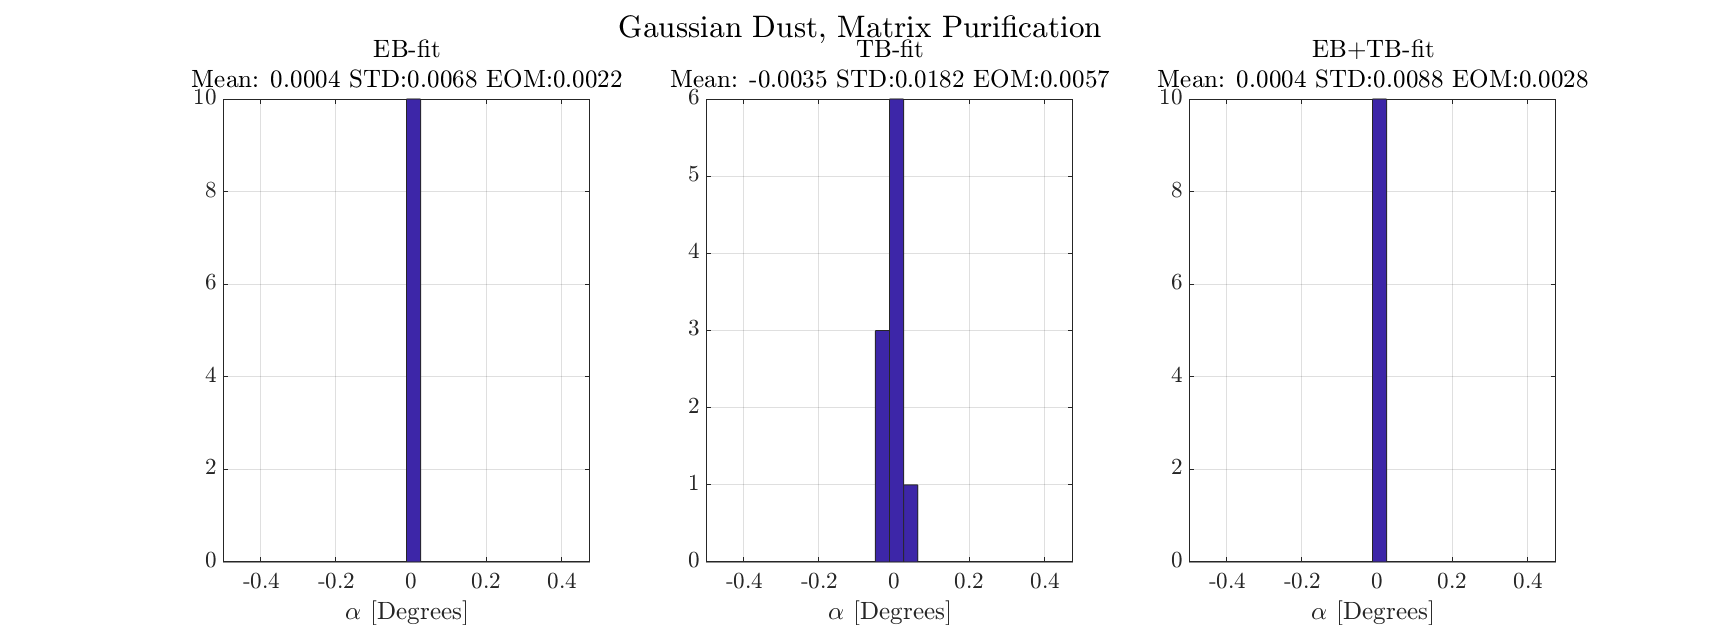 Gaussian Dust, Matrix Purification
EB-fit
Mean: 0.0004 STD:0.0068 EOM:0.0022
10
8
6
4
2
0
-0.4 -0.2 0 0.2 0.4
α [Degrees]
TB-fit
Mean: -0.0035 STD:0.0182 EOM:0.0057
6
5
4
3
2
1
0
-0.4 -0.2 0 0.2 0.4
α [Degrees]
EB+TB-fit
Mean: 0.0004 STD:0.0088 EOM:0.0028
10
8
6
4
2
0
-0.4 -0.2 0 0.2 0.4
α [Degrees]